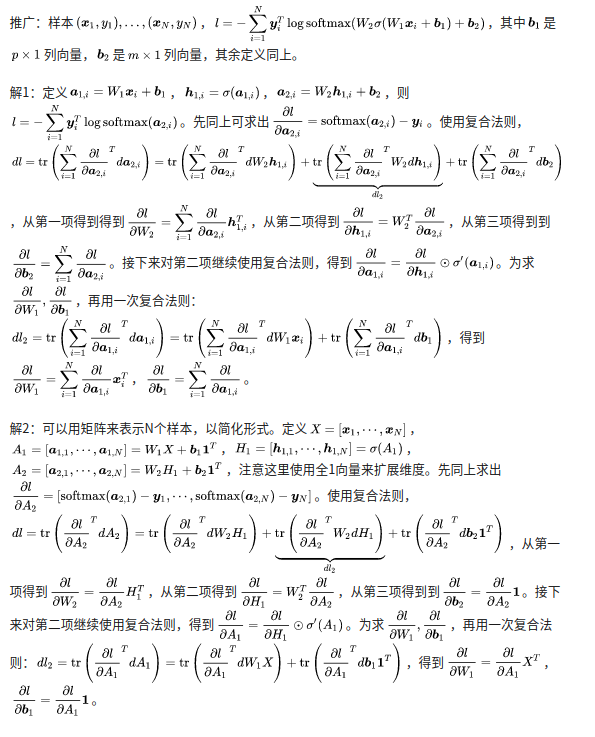 推广：样本 $(\boldsymbol{x}_1, y_1), \dots, (\boldsymbol{x}_N, y_N)$ ，$l = -\sum_{i=1}^{N} \boldsymbol{y}_i^T \log \text{softmax}(W_2\sigma(W_1\boldsymbol{x}_i + \boldsymbol{b}_1) + \boldsymbol{b}_2)$ ，其中 $\boldsymbol{b}_1$ 是
$p \times 1$ 列向量， $\boldsymbol{b}_2$ 是 $m \times 1$ 列向量，其余定义同上。
解1：定义 $\boldsymbol{a}_{1,i} = W_1\boldsymbol{x}_i + \boldsymbol{b}_1$ ，$\boldsymbol{h}_{1,i} = \sigma(\boldsymbol{a}_{1,i})$ ，$\boldsymbol{a}_{2,i} = W_2\boldsymbol{h}_{1,i} + \boldsymbol{b}_2$ ，则
$l = -\sum_{i=1}^{N} \boldsymbol{y}_i^T \log \text{softmax}(\boldsymbol{a}_{2,i})$ 。先同上可求出 $\frac{\partial l}{\partial \boldsymbol{a}_{2,i}} = \text{softmax}(\boldsymbol{a}_{2,i}) - \boldsymbol{y}_i$ 。使用复合法则，
$dl = \text{tr}\left(\sum_{i=1}^{N} \frac{\partial l}{\partial \boldsymbol{a}_{2,i}}^T d\boldsymbol{a}_{2,i}\right) = \text{tr}\left(\sum_{i=1}^{N} \frac{\partial l}{\partial \boldsymbol{a}_{2,i}}^T dW_2\boldsymbol{h}_{1,i}\right) + \underbrace{\text{tr}\left(\sum_{i=1}^{N} \frac{\partial l}{\partial \boldsymbol{a}_{2,i}}^T W_2d\boldsymbol{h}_{1,i}\right)}_{dl_2} + \text{tr}\left(\sum_{i=1}^{N} \frac{\partial l}{\partial \boldsymbol{a}_{2,i}}^T d\boldsymbol{b}_2\right)$
，从第一项得到得到 $\frac{\partial l}{\partial W_2} = \sum_{i=1}^{N} \frac{\partial l}{\partial \boldsymbol{a}_{2,i}} \boldsymbol{h}_{1,i}^T$ ，从第二项得到 $\frac{\partial l}{\partial \boldsymbol{h}_{1,i}} = W_2^T \frac{\partial l}{\partial \boldsymbol{a}_{2,i}}$ ，从第三项得到到
$\frac{\partial l}{\partial \boldsymbol{b}_2} = \sum_{i=1}^{N} \frac{\partial l}{\partial \boldsymbol{a}_{2,i}}$ 。接下来对第二项继续使用复合法则，得到 $\frac{\partial l}{\partial \boldsymbol{a}_{1,i}} = \frac{\partial l}{\partial \boldsymbol{h}_{1,i}} \odot \sigma'(\boldsymbol{a}_{1,i})$ 。为求
$\frac{\partial l}{\partial W_1}, \frac{\partial l}{\partial \boldsymbol{b}_1}$ ，再用一次复合法则：
$dl_2 = \text{tr}\left(\sum_{i=1}^{N} \frac{\partial l}{\partial \boldsymbol{a}_{1,i}}^T d\boldsymbol{a}_{1,i}\right) = \text{tr}\left(\sum_{i=1}^{N} \frac{\partial l}{\partial \boldsymbol{a}_{1,i}}^T dW_1\boldsymbol{x}_i\right) + \text{tr}\left(\sum_{i=1}^{N} \frac{\partial l}{\partial \boldsymbol{a}_{1,i}}^T d\boldsymbol{b}_1\right)$ ，得到
$\frac{\partial l}{\partial W_1} = \sum_{i=1}^{N} \frac{\partial l}{\partial \boldsymbol{a}_{1,i}} \boldsymbol{x}_i^T$ ，$\frac{\partial l}{\partial \boldsymbol{b}_1} = \sum_{i=1}^{N} \frac{\partial l}{\partial \boldsymbol{a}_{1,i}}$ 。
解2：可以用矩阵来表示N个样本，以简化形式。定义 $X = [\boldsymbol{x}_1, \cdots, \boldsymbol{x}_N]$ ，
$A_1 = [\boldsymbol{a}_{1,1}, \cdots, \boldsymbol{a}_{1,N}] = W_1X + \boldsymbol{b}_1\boldsymbol{1}^T$ ，$H_1 = [\boldsymbol{h}_{1,1}, \cdots, \boldsymbol{h}_{1,N}] = \sigma(A_1)$ ，
$A_2 = [\boldsymbol{a}_{2,1}, \cdots, \boldsymbol{a}_{2,N}] = W_2H_1 + \boldsymbol{b}_2\boldsymbol{1}^T$ ，注意这里使用全1向量来扩展维度。先同上求出
$\frac{\partial l}{\partial A_2} = [\text{softmax}(\boldsymbol{a}_{2,1}) - \boldsymbol{y}_1, \cdots, \text{softmax}(\boldsymbol{a}_{2,N}) - \boldsymbol{y}_N]$ 。使用复合法则，
$dl = \text{tr}\left(\frac{\partial l}{\partial A_2}^T dA_2\right) = \text{tr}\left(\frac{\partial l}{\partial A_2}^T dW_2H_1\right) + \underbrace{\text{tr}\left(\frac{\partial l}{\partial A_2}^T W_2dH_1\right)}_{dl_2} + \text{tr}\left(\frac{\partial l}{\partial A_2}^T d\boldsymbol{b}_2\boldsymbol{1}^T\right)$ ，从第一
项得到 $\frac{\partial l}{\partial W_2} = \frac{\partial l}{\partial A_2} H_1^T$ ，从第二项得到 $\frac{\partial l}{\partial H_1} = W_2^T \frac{\partial l}{\partial A_2}$ ，从第三项得到到 $\frac{\partial l}{\partial \boldsymbol{b}_2} = \frac{\partial l}{\partial A_2}\boldsymbol{1}$ 。接下
来对第二项继续使用复合法则，得到 $\frac{\partial l}{\partial A_1} = \frac{\partial l}{\partial H_1} \odot \sigma'(A_1)$ 。为求 $\frac{\partial l}{\partial W_1}, \frac{\partial l}{\partial \boldsymbol{b}_1}$ ，再用一次复合法
则： $dl_2 = \text{tr}\left(\frac{\partial l}{\partial A_1}^T dA_1\right) = \text{tr}\left(\frac{\partial l}{\partial A_1}^T dW_1X\right) + \text{tr}\left(\frac{\partial l}{\partial A_1}^T d\boldsymbol{b}_1\boldsymbol{1}^T\right)$ ，得到 $\frac{\partial l}{\partial W_1} = \frac{\partial l}{\partial A_1} X^T$ ，
$\frac{\partial l}{\partial \boldsymbol{b}_1} = \frac{\partial l}{\partial A_1}\boldsymbol{1}$ 。